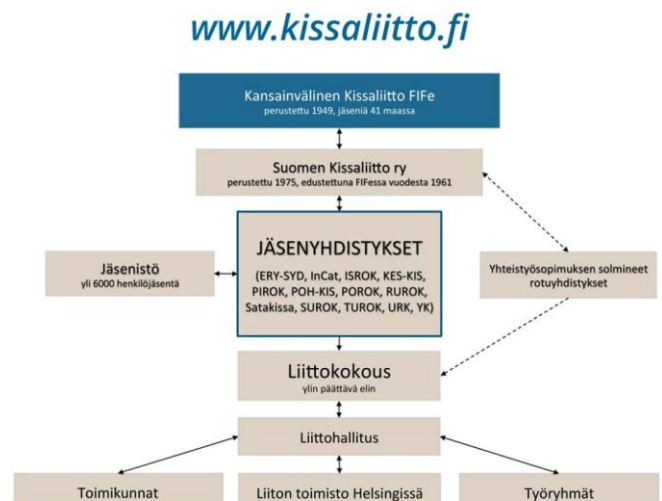 www.kissaliitto.fi
Kansainvälinen Kissaliitto FIFe
perustettu 1949, jäseniä 41 maassa
Suomen Kissaliitto ry
perustettu 1975, edustettuna FIFessa vuodesta 1961
JÄSENYHDISTYKSET
(ERY-SYD, InCat, ISROK, KES-KIS,
PIROK, POH-KIS, POROK, RUROK,
Satakissa, SUROK, TUROK, URK, YK)
Jäsenistö
yli 6000 henkilöjäsentä
Yhteistyösopimuksen solmineet
rotuyhdistykset
Liittokokous
ylin päättävä elin
Liittohallitus
Toimikunnat
Liiton toimisto Helsingissä
Työryhmät